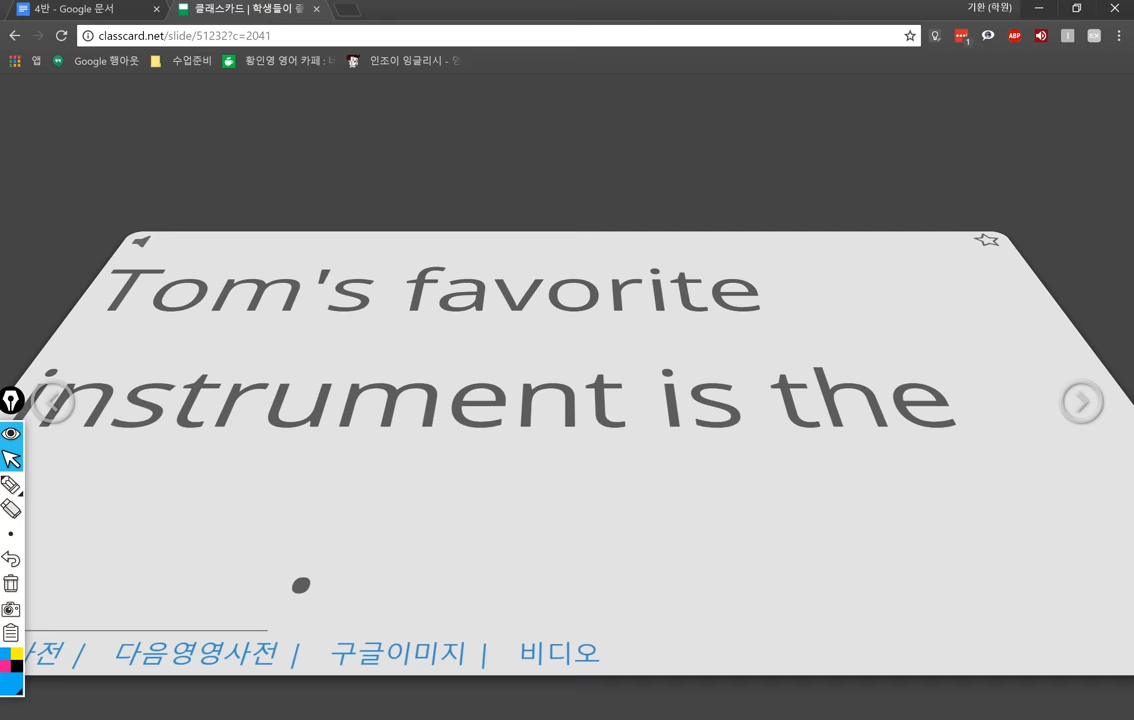 4반 - Google 문서
클래스카드 | 학생들이 즐
기환 (학원)
classcard.net/slide/51232?c=2041
1
ABP
앱
Google 행아웃
수업준비
황인영 영어 카페 :
인조이 잉글리시 -
Tom's favorite
instrument is the
.
사전 / 다음영영사전 / 구글이미지 | 비디오